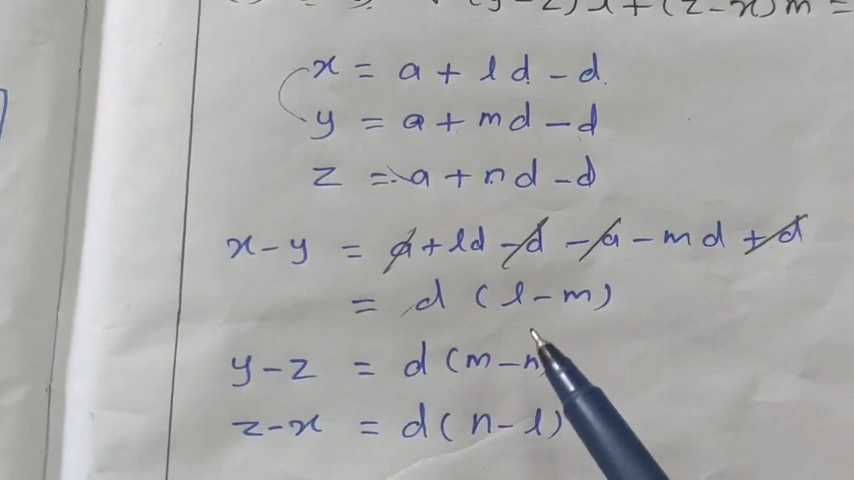 (y-z)l+(z-x)m=
x = a + ld - d
y = a + md - d
z = a + nd - d
x-y = a + ld - d - a - md + d
= d (l-m)
y-z = d (m-n
z-x = d (n-l)